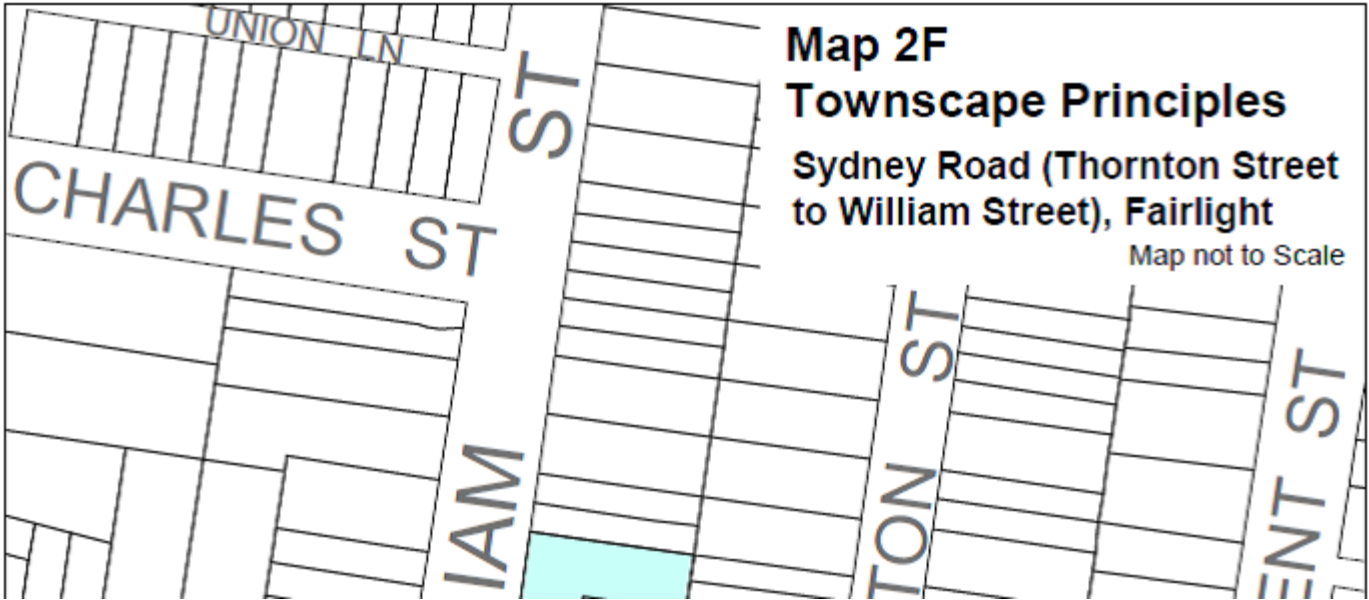 UNION LN
Map 2F
Townscape Principles
Sydney Road (Thornton Street
to William Street), Fairlight
Map not to Scale
CHARLES ST
IAM ST
TON ST
ENT ST